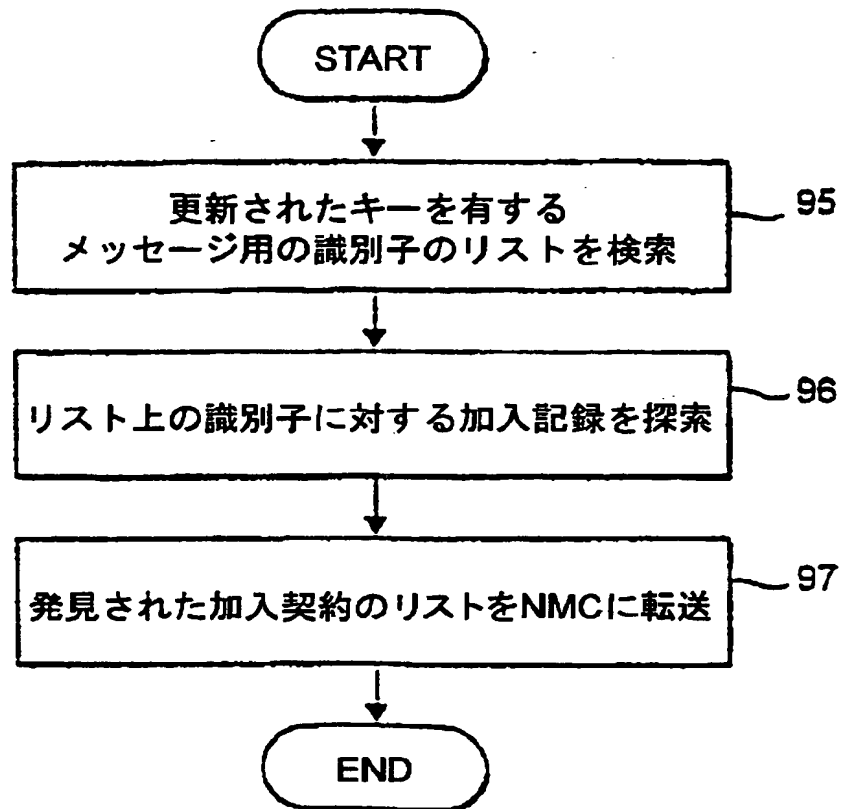 START
更新されたキーを有する
メッセージ用の識別子のリストを検索
95
リスト上の識別子に対する加入記録を探索
96
発見された加入契約のリストをNMCに転送
97
END